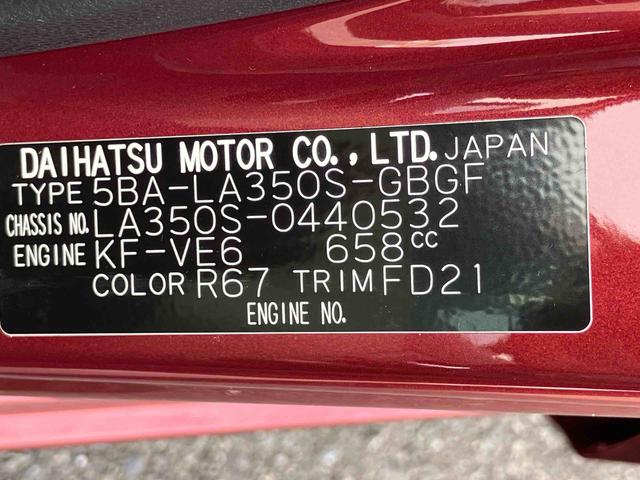 DAIHATSU MOTOR CO., LTD. JAPAN
TYPE 5BA-LA350S-GBGF
CHASSIS NO. LA350S-0440532
ENGINE KF-VE6 658CC
COLOR R67 TRIM FD21
ENGINE NO.